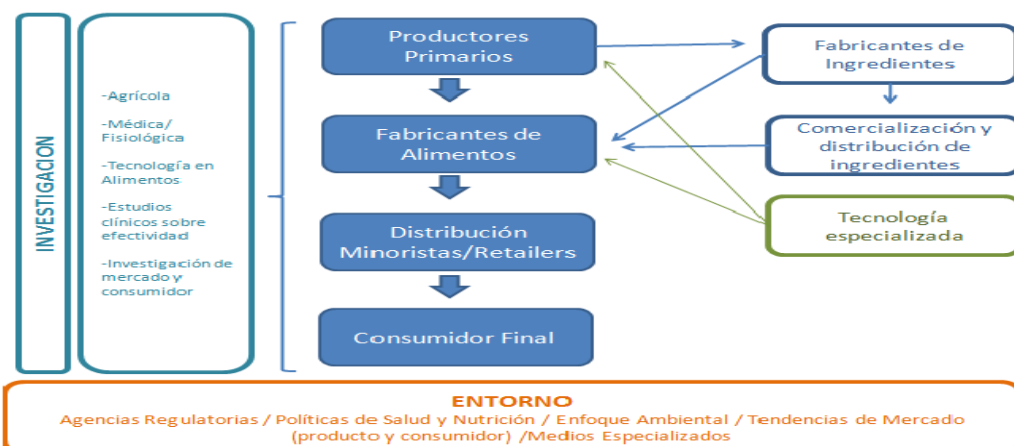 INVESTIGACION
-Agrícola
-Médica/
Fisiológica
-Tecnología en
Alimentos
-Estudios
clínicos sobre
efectividad
-Investigación de
mercado y
consumidor
Productores
Primarios
Fabricantes de
Alimentos
Distribución
Minoristas/Retailers
Consumidor Final
Fabricantes de
Ingredientes
Comercialización y
distribución de
ingredientes
Tecnología
especializada
ENTORNO
Agencias Regulatorias / Políticas de Salud y Nutrición / Enfoque Ambiental / Tendencias de Mercado
(producto y consumidor) /Medios Especializados